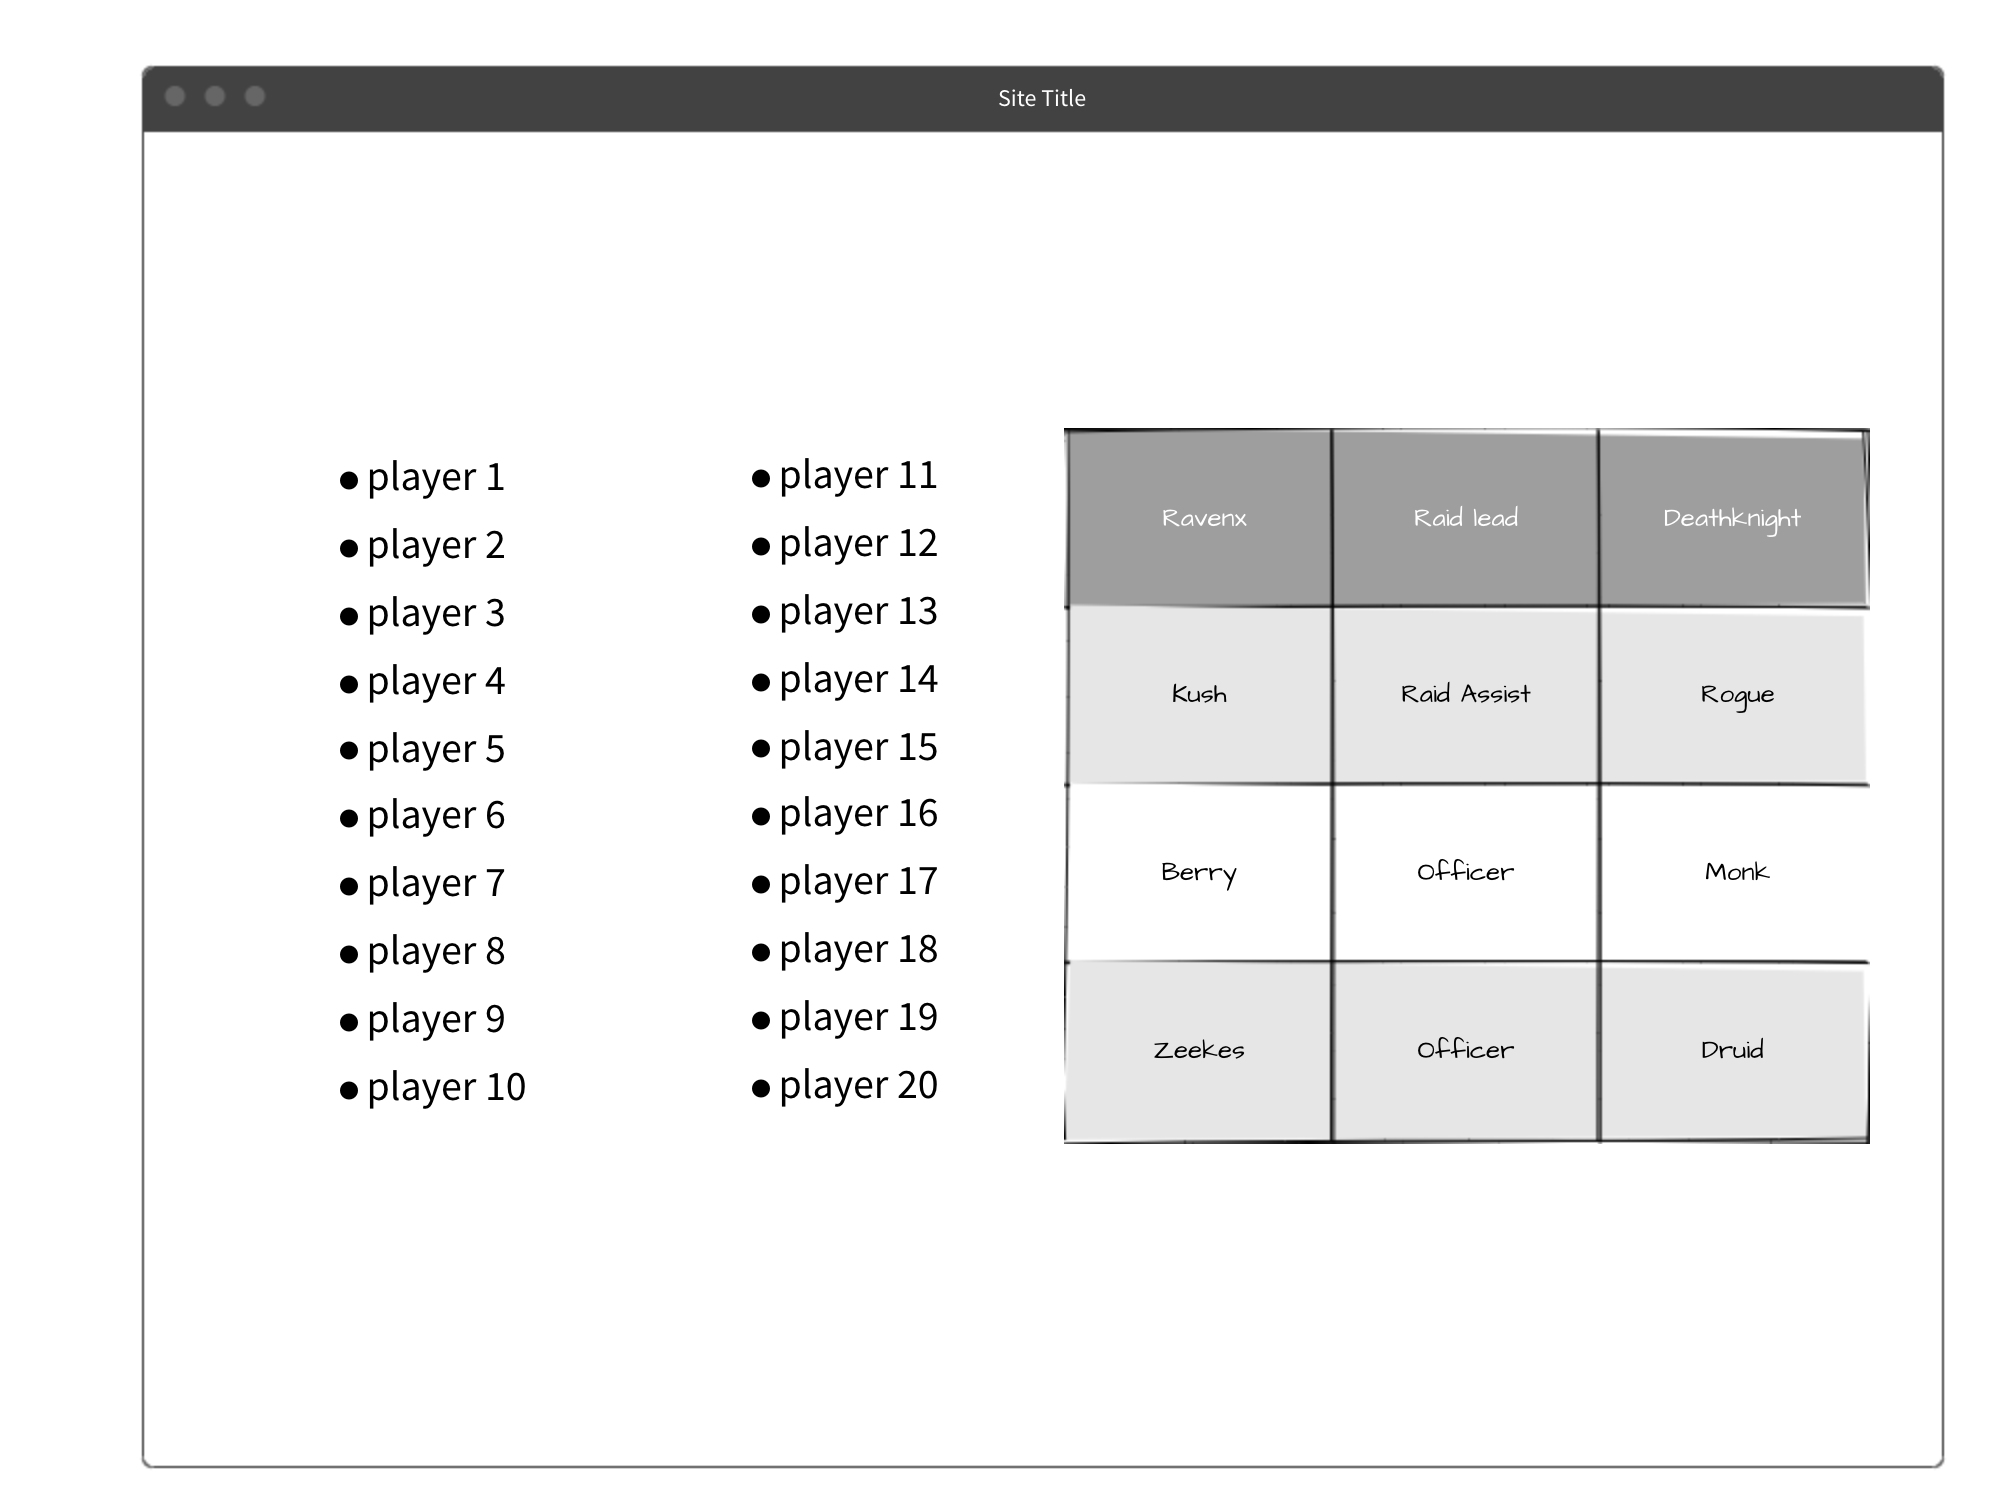 Site Title
player 1
player 2
player 3
player 4
player 5
player 6
player 7
player 8
player 9
player 10
player 11
player 12
player 13
player 14
player 15
player 16
player 17
player 18
player 19
player 20
Ravenx Raid lead Deathknight
Kush Raid Assist Rogue
Berry Officer Monk
Zeekes Officer Druid